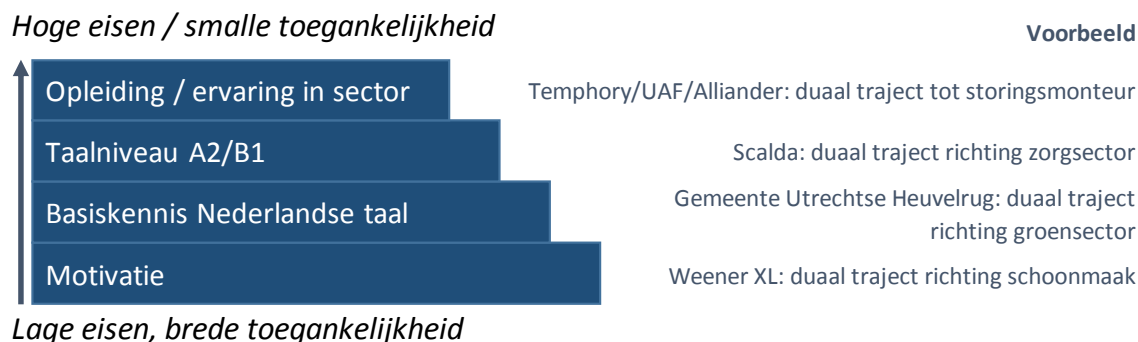 Hoge eisen / smalle toegankelijkheid
Voorbeeld
Opleiding / ervaring in sector
Temphory/UAF/Alliander: duaal traject tot storingsmonteur
Taalniveau A2/B1
Scalda: duaal traject richting zorgsector
Basiskennis Nederlandse taal
Gemeente Utrechtse Heuvelrug: duaal traject
richting groensector
Motivatie
Weener XL: duaal traject richting schoonmaak
Lage eisen, brede toegankelijkheid